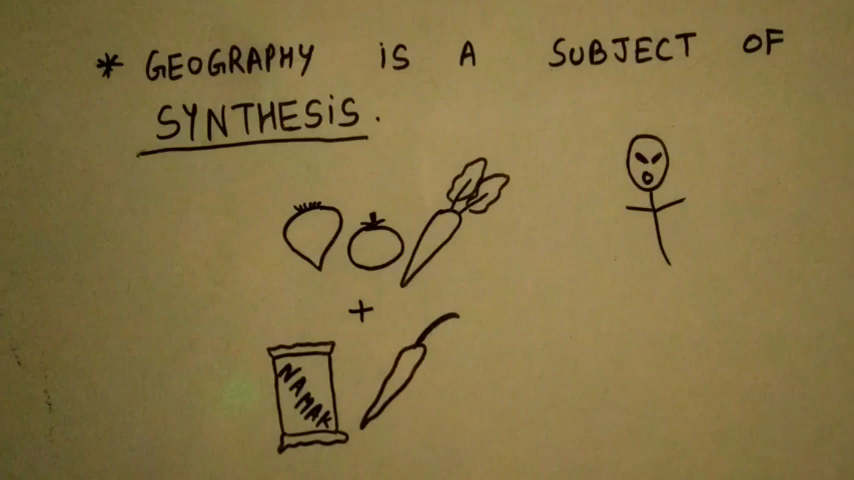 * GEOGRAPHY iS A SUBJECT OF
SYNTHESiS.
+
NAMAK